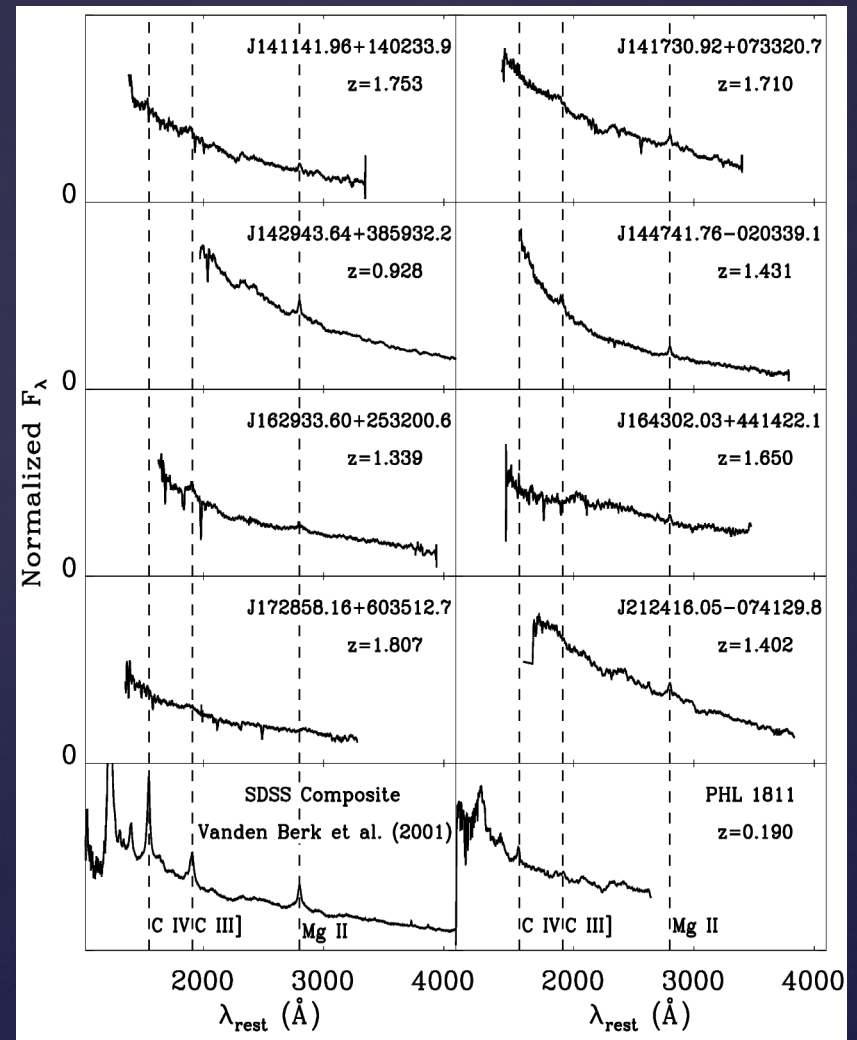 J141141.96+140233.9
z=1.753
J141730.92+073320.7
z=1.710
0
J142943.64+385932.2
z=0.928
J144741.76−020339.1
z=1.431
0
J162933.60+253200.6
z=1.339
J164302.03+441422.1
z=1.650
0
J172858.16+603512.7
z=1.807
J212416.05−074129.8
z=1.402
0
SDSS Composite
Vanden Berk et al. (2001)
PHL 1811
z=0.190
C IV C III] Mg II
C IV C III] Mg II
2000 3000 4000
2000 3000 4000
λrest (Å)
λrest (Å)
Normalized Fλ